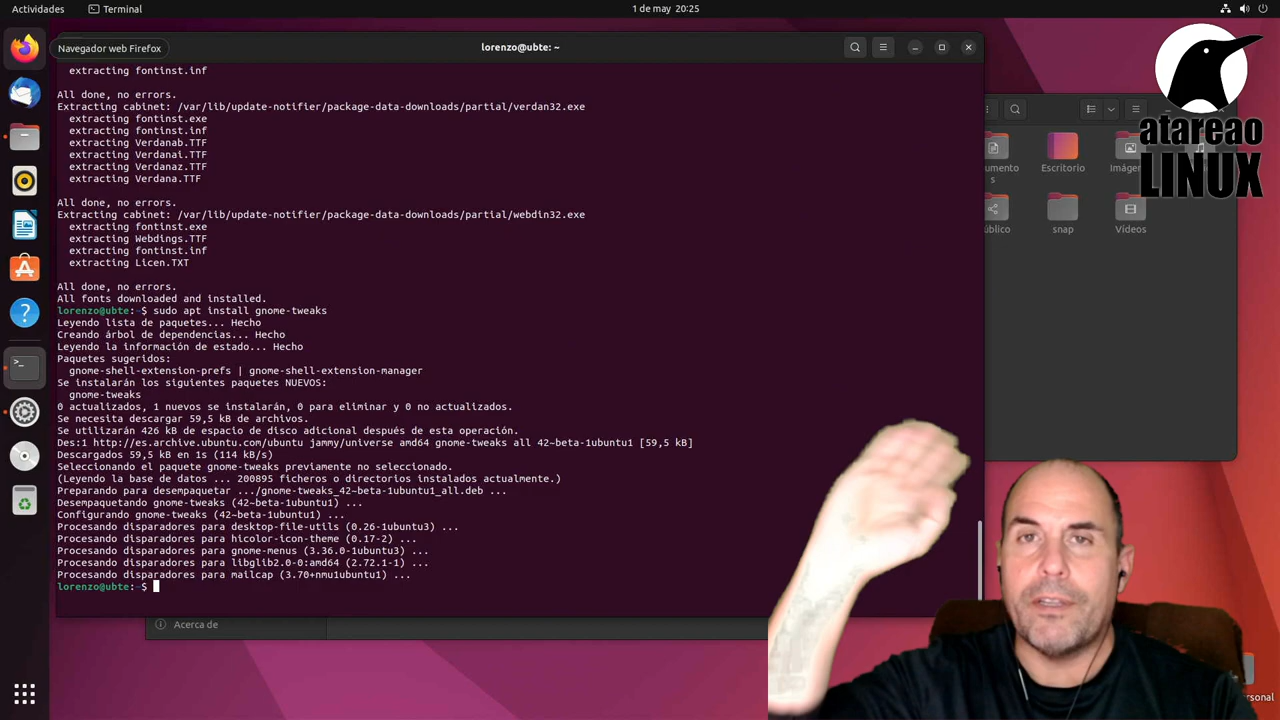 Actividades
Terminal
1 de may 20:25
Navegador web Firefox
lorenzo@ubte: ~
extracting fontinst.inf
All done, no errors.
Extracting cabinet: /var/lib/update-notifier/package-data-downloads/partial/verdan32.exe
extracting fontinst.exe
extracting fontinst.inf
extracting Verdanab.TTF
extracting Verdanai.TTF
extracting Verdanaz.TTF
extracting Verdana.TTF
All done, no errors.
Extracting cabinet: /var/lib/update-notifier/package-data-downloads/partial/webdin32.exe
extracting fontinst.exe
extracting Webdings.TTF
extracting fontinst.inf
extracting Licen.TXT
All done, no errors.
All fonts downloaded and installed.
lorenzo@ubte:~$ sudo apt install gnome-tweaks
Leyendo lista de paquetes... Hecho
Creando árbol de dependencias... Hecho
Leyendo la información de estado... Hecho
Paquetes sugeridos:
gnome-shell-extension-prefs | gnome-shell-extension-manager
Se instalarán los siguientes paquetes NUEVOS:
gnome-tweaks
0 actualizados, 1 nuevos se instalarán, 0 para eliminar y 0 no actualizados.
Se necesita descargar 59,5 kB de archivos.
Se utilizarán 426 kB de espacio de disco adicional después de esta operación.
Des:1 http://es.archive.ubuntu.com/ubuntu jammy/universe amd64 gnome-tweaks all 42~beta-1ubuntu1 [59,5 kB]
Descargados 59,5 kB en 1s (114 kB/s)
Seleccionando el paquete gnome-tweaks previamente no seleccionado.
(Leyendo la base de datos ... 200895 ficheros o directorios instalados actualmente.)
Preparando para desempaquetar .../gnome-tweaks_42~beta-1ubuntu1_all.deb ...
Desempaquetando gnome-tweaks (42~beta-1ubuntu1) ...
Configurando gnome-tweaks (42~beta-1ubuntu1) ...
Procesando disparadores para desktop-file-utils (0.26-1ubuntu3) ...
Procesando disparadores para hicolor-icon-theme (0.17-2) ...
Procesando disparadores para gnome-menus (3.36.0-1ubuntu3) ...
Procesando disparadores para libglib2.0-0:amd64 (2.72.1-1) ...
Procesando disparadores para mailcap (3.70+nmu1ubuntu1) ...
lorenzo@ubte:~$
Acerca de
atareao
LINUX
Escritorio
snap
Vídeos